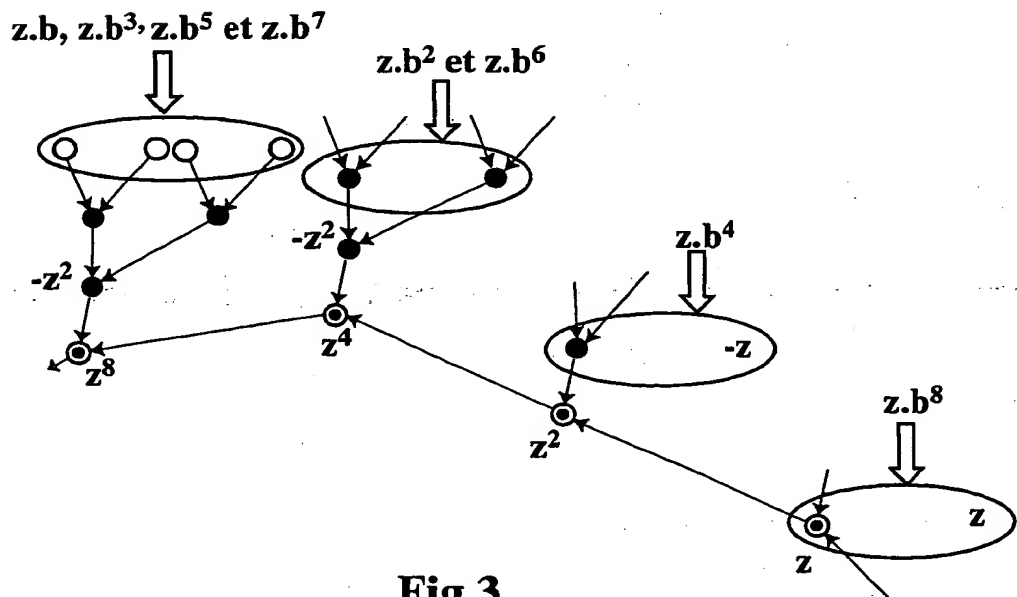 z.b, z.b³, z.b⁵ et z.b⁷
z.b² et z.b⁶
-z²
z.b⁴
-z²
z⁴
-z
z⁸
z.b⁸
z²
z
z
Fig 3